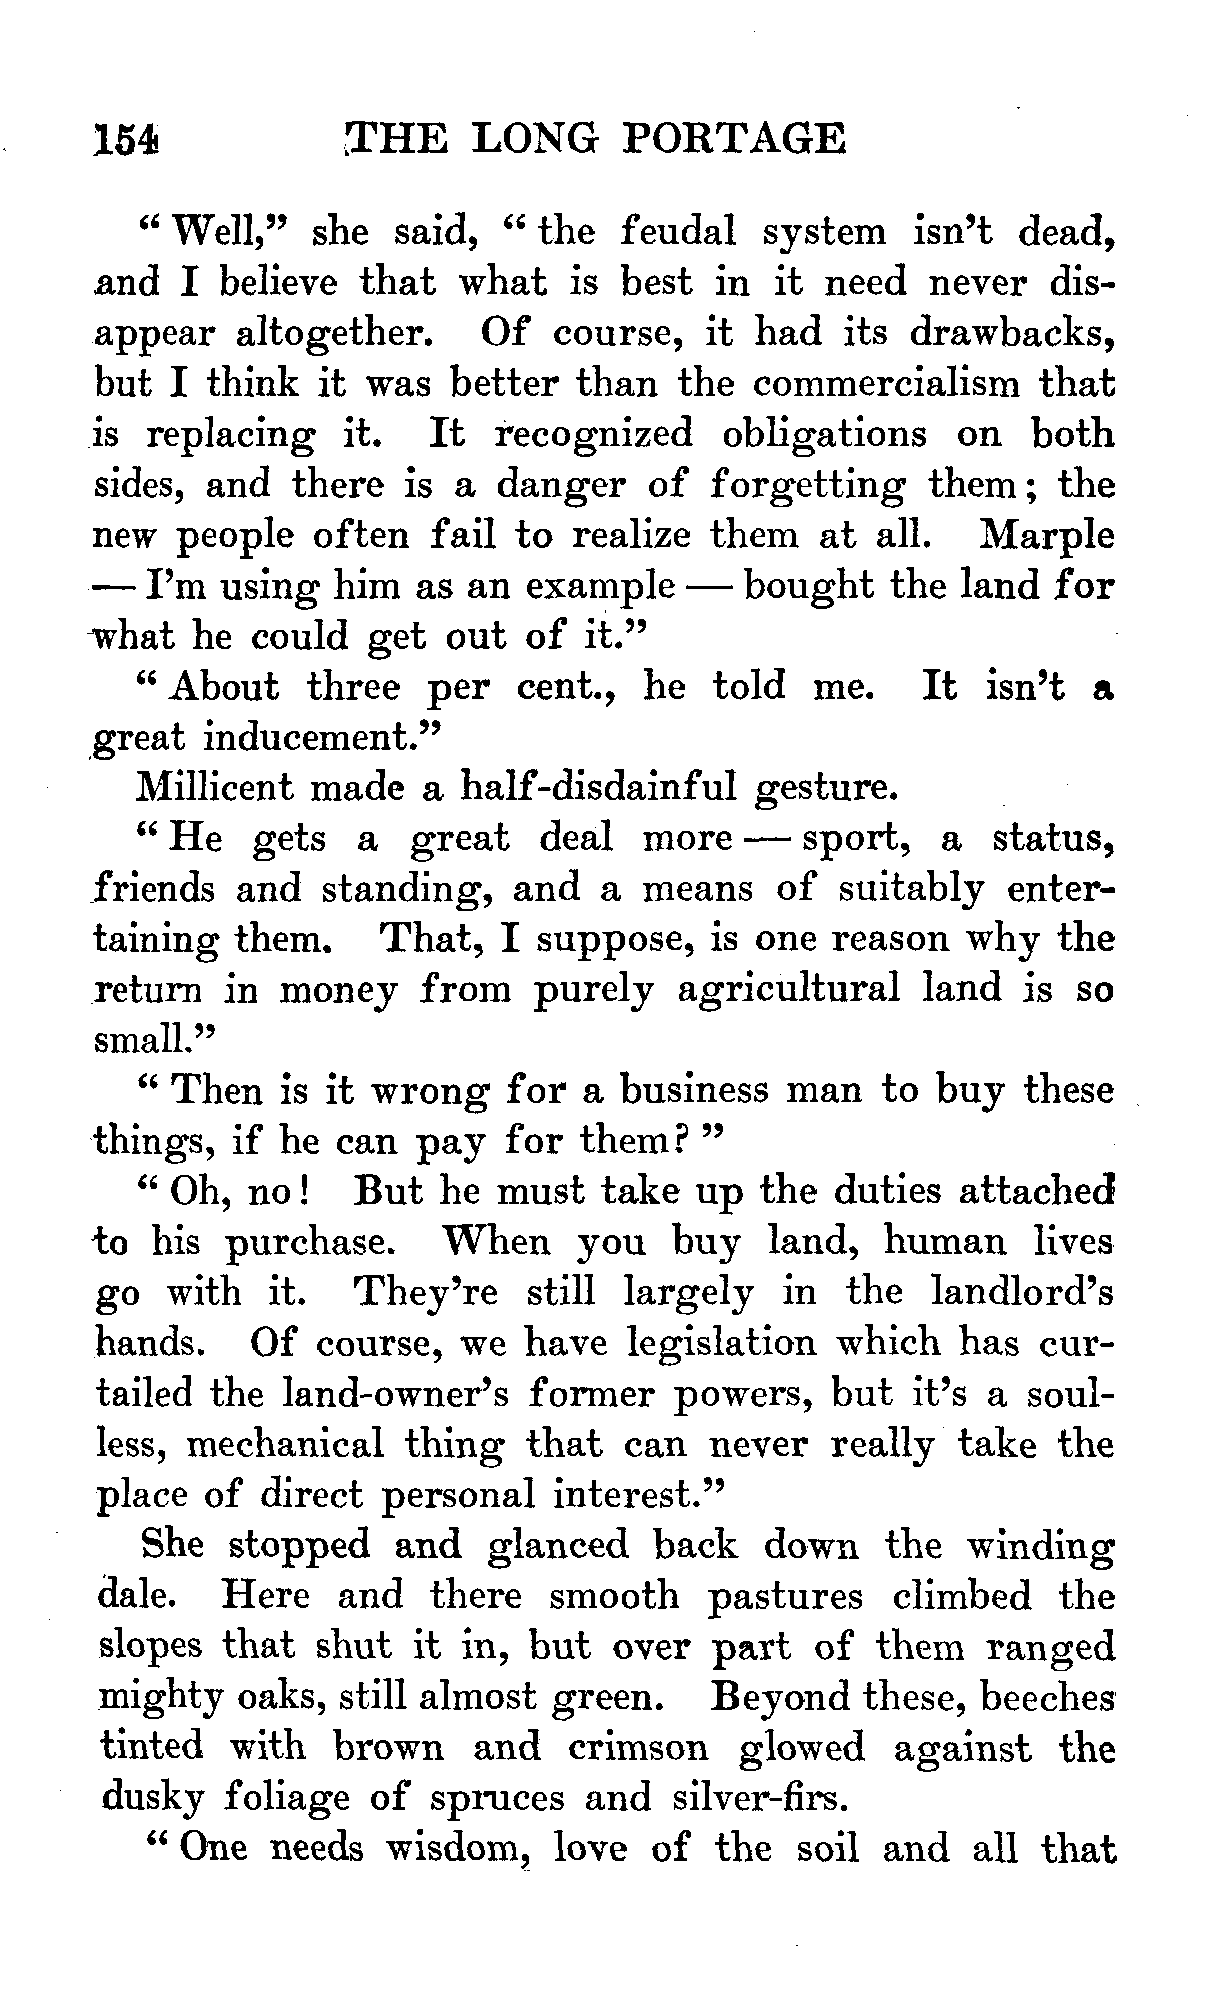 154 THE LONG PORTAGE
“ Well,” she said, “ the feudal system isn’t dead,
and I believe that what is best in it need never dis-
appear altogether. Of course, it had its drawbacks,
but I think it was better than the commercialism that
is replacing it. It recognized obligations on both
sides, and there is a danger of forgetting them ; the
new people often fail to realize them at all. Marple
— I’m using him as an example — bought the land for
what he could get out of it.”
“ About three per cent., he told me. It isn’t a
great inducement.”
Millicent made a half-disdainful gesture.
“ He gets a great deal more — sport, a status,
friends and standing, and a means of suitably enter-
taining them. That, I suppose, is one reason why the
return in money from purely agricultural land is so
small.”
“ Then is it wrong for a business man to buy these
things, if he can pay for them? ”
“ Oh, no ! But he must take up the duties attached
to his purchase. When you buy land, human lives
go with it. They’re still largely in the landlord’s
hands. Of course, we have legislation which has cur-
tailed the land-owner’s former powers, but it’s a soul-
less, mechanical thing that can never really take the
place of direct personal interest.”
She stopped and glanced back down the winding
dale. Here and there smooth pastures climbed the
slopes that shut it in, but over part of them ranged
mighty oaks, still almost green. Beyond these, beeches
tinted with brown and crimson glowed against the
dusky foliage of spruces and silver-firs.
“ One needs wisdom, love of the soil and all that